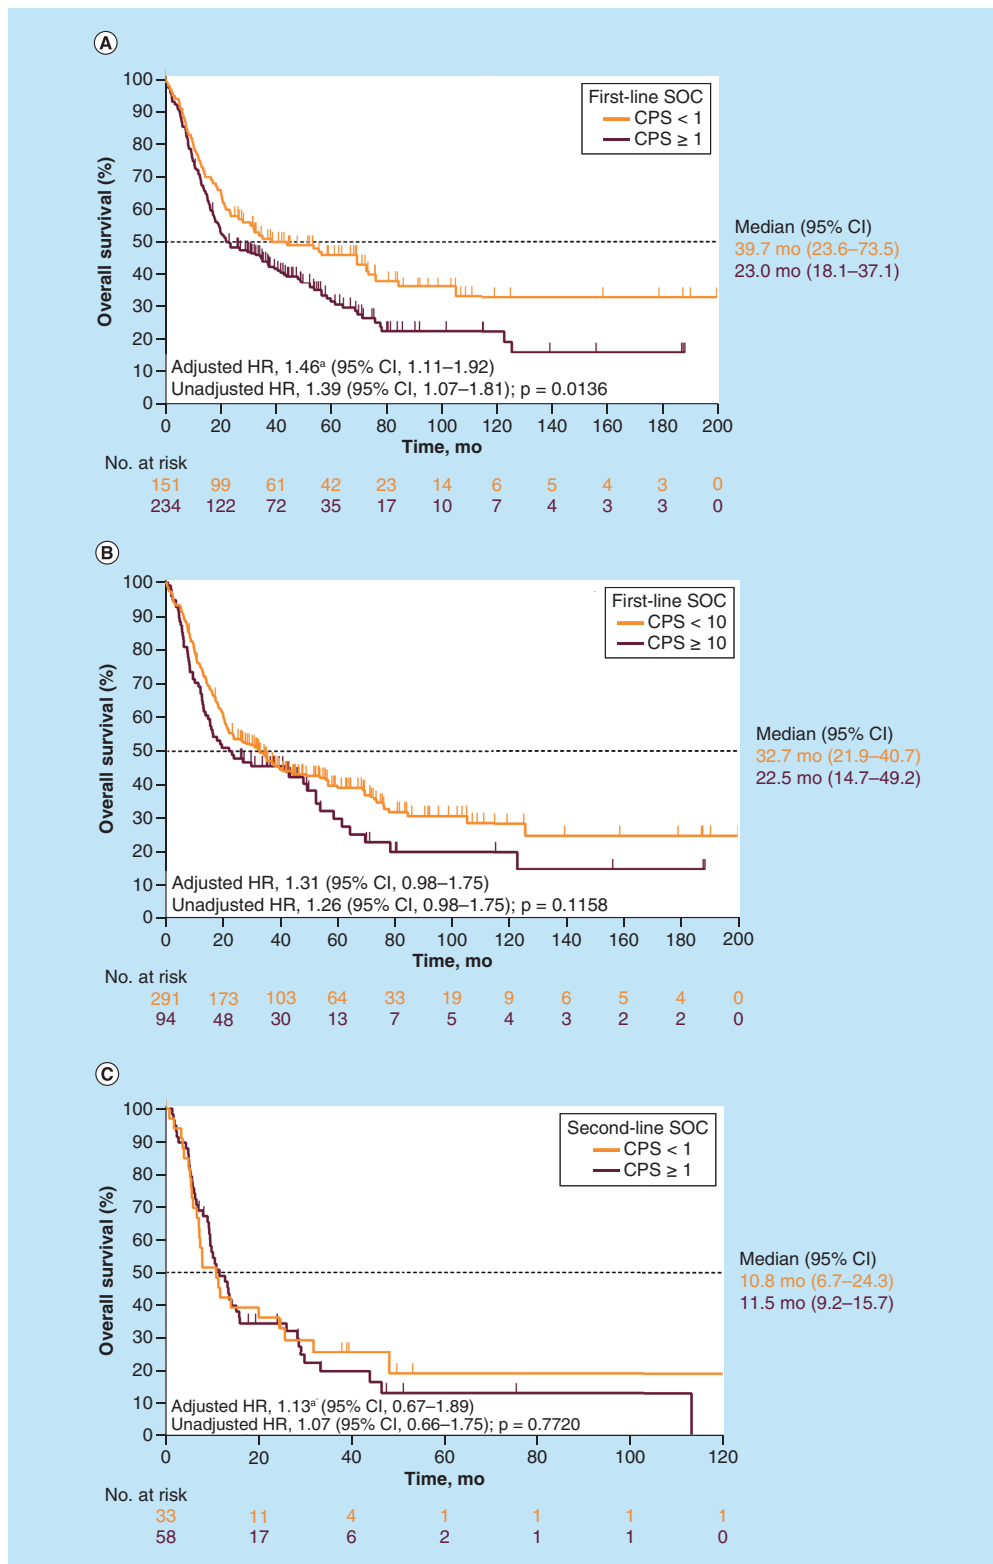 A
100
90
80
70
60
50
40
30
20
10
0
Overall survival (%)
First-line SOC
CPS < 1
CPS ≥ 1
Median (95% CI)
39.7 mo (23.6–73.5)
23.0 mo (18.1–37.1)
Adjusted HR, 1.46a (95% CI, 1.11–1.92)
Unadjusted HR, 1.39 (95% CI, 1.07–1.81); p = 0.0136
0 20 40 60 80 100 120 140 160 180 200
Time, mo
No. at risk
151 99 61 42 23 14 6 5 4 3 0
234 122 72 35 17 10 7 4 3 3 0
B
100
90
80
70
60
50
40
30
20
10
0
Overall survival (%)
First-line SOC
CPS < 10
CPS ≥ 10
Median (95% CI)
32.7 mo (21.9–40.7)
22.5 mo (14.7–49.2)
Adjusted HR, 1.31 (95% CI, 0.98–1.75)
Unadjusted HR, 1.26 (95% CI, 0.98–1.75); p = 0.1158
0 20 40 60 80 100 120 140 160 180 200
Time, mo
No. at risk
291 173 103 64 33 19 9 6 5 4 0
94 48 30 13 7 5 4 3 2 2 0
C
100
90
80
70
60
50
40
30
20
10
0
Overall survival (%)
Second-line SOC
CPS < 1
CPS ≥ 1
Median (95% CI)
10.8 mo (6.7–24.3)
11.5 mo (9.2–15.7)
Adjusted HR, 1.13a (95% CI, 0.67–1.89)
Unadjusted HR, 1.07 (95% CI, 0.66–1.75); p = 0.7720
0 20 40 60 80 100 120
Time, mo
No. at risk
33 11 4 1 1 1 1
58 17 6 2 1 1 0